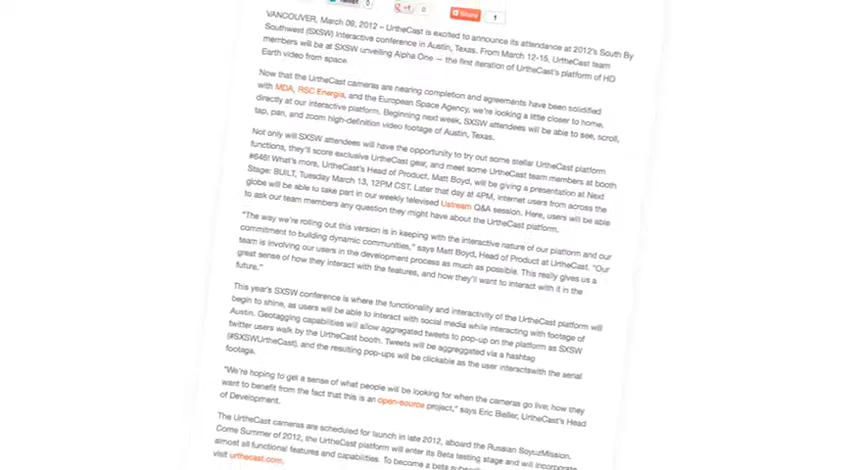 0
+1
0
Share
1
VANCOUVER, March 09, 2012 – UrtheCast is excited to announce its attendance at 2012's South By
Southwest (SXSW) Interactive conference in Austin, Texas. From March 12-15, UrtheCast team
members will be at SXSW unveiling Alpha One — the first iteration of UrtheCast's platform of HD
Earth video from space.
Now that the UrtheCast cameras are nearing completion and agreements have been solidified
with MDA, RSC Energia, and the European Space Agency, we're looking a little closer to home,
directly at our interactive platform. Beginning next week, SXSW attendees will be able to see, scroll,
tap, pan, and zoom high-definition video footage of Austin, Texas.
Not only will SXSW attendees will have the opportunity to try out some stellar UrtheCast platform
functions, they'll score exclusive UrtheCast gear, and meet some UrtheCast team members at booth
#646! What's more, UrtheCast's Head of Product, Matt Boyd, will be giving a presentation at Next
Stage: BUILT, Tuesday March 13, 12PM CST. Later that day at 4PM, internet users from across the
globe will be able to take part in our weekly televised Ustream Q&A session. Here, users will be able
to ask our team members any question they might have about the UrtheCast platform.
"The way we're rolling out this version is in keeping with the interactive nature of our platform and our
commitment to building dynamic communities," says Matt Boyd, Head of Product at UrtheCast. "Our
team is involving our users in the development process as much as possible. This really gives us a
great sense of how they interact with the features, and how they'll want to interact with it in the
future."
This year's SXSW conference is where the functionality and interactivity of the UrtheCast platform will
begin to shine, as users will be able to interact with social media while interacting with footage of
Austin. Geotagging capabilities will allow aggregated tweets to pop-up on the platform as SXSW
twitter users walk by the UrtheCast booth. Tweets will be aggreggated via a hashtag
(#SXSWUrtheCast), and the resulting pop-ups will be clickable as the user interactswith the aerial
footage.
"We're hoping to get a sense of what people will be looking for when the cameras go live; how they
want to benefit from the fact that this is an open-source project," says Eric Beiller, UrtheCast's Head
of Development.
The UrtheCast cameras are scheduled for launch in late 2012, aboard the Russian SoyuzMission.
Come Summer of 2012, the UrtheCast platform will enter its Beta testing stage and will incorporate
almost all functional features and capabilities. To become a beta
visit urthecast.com.